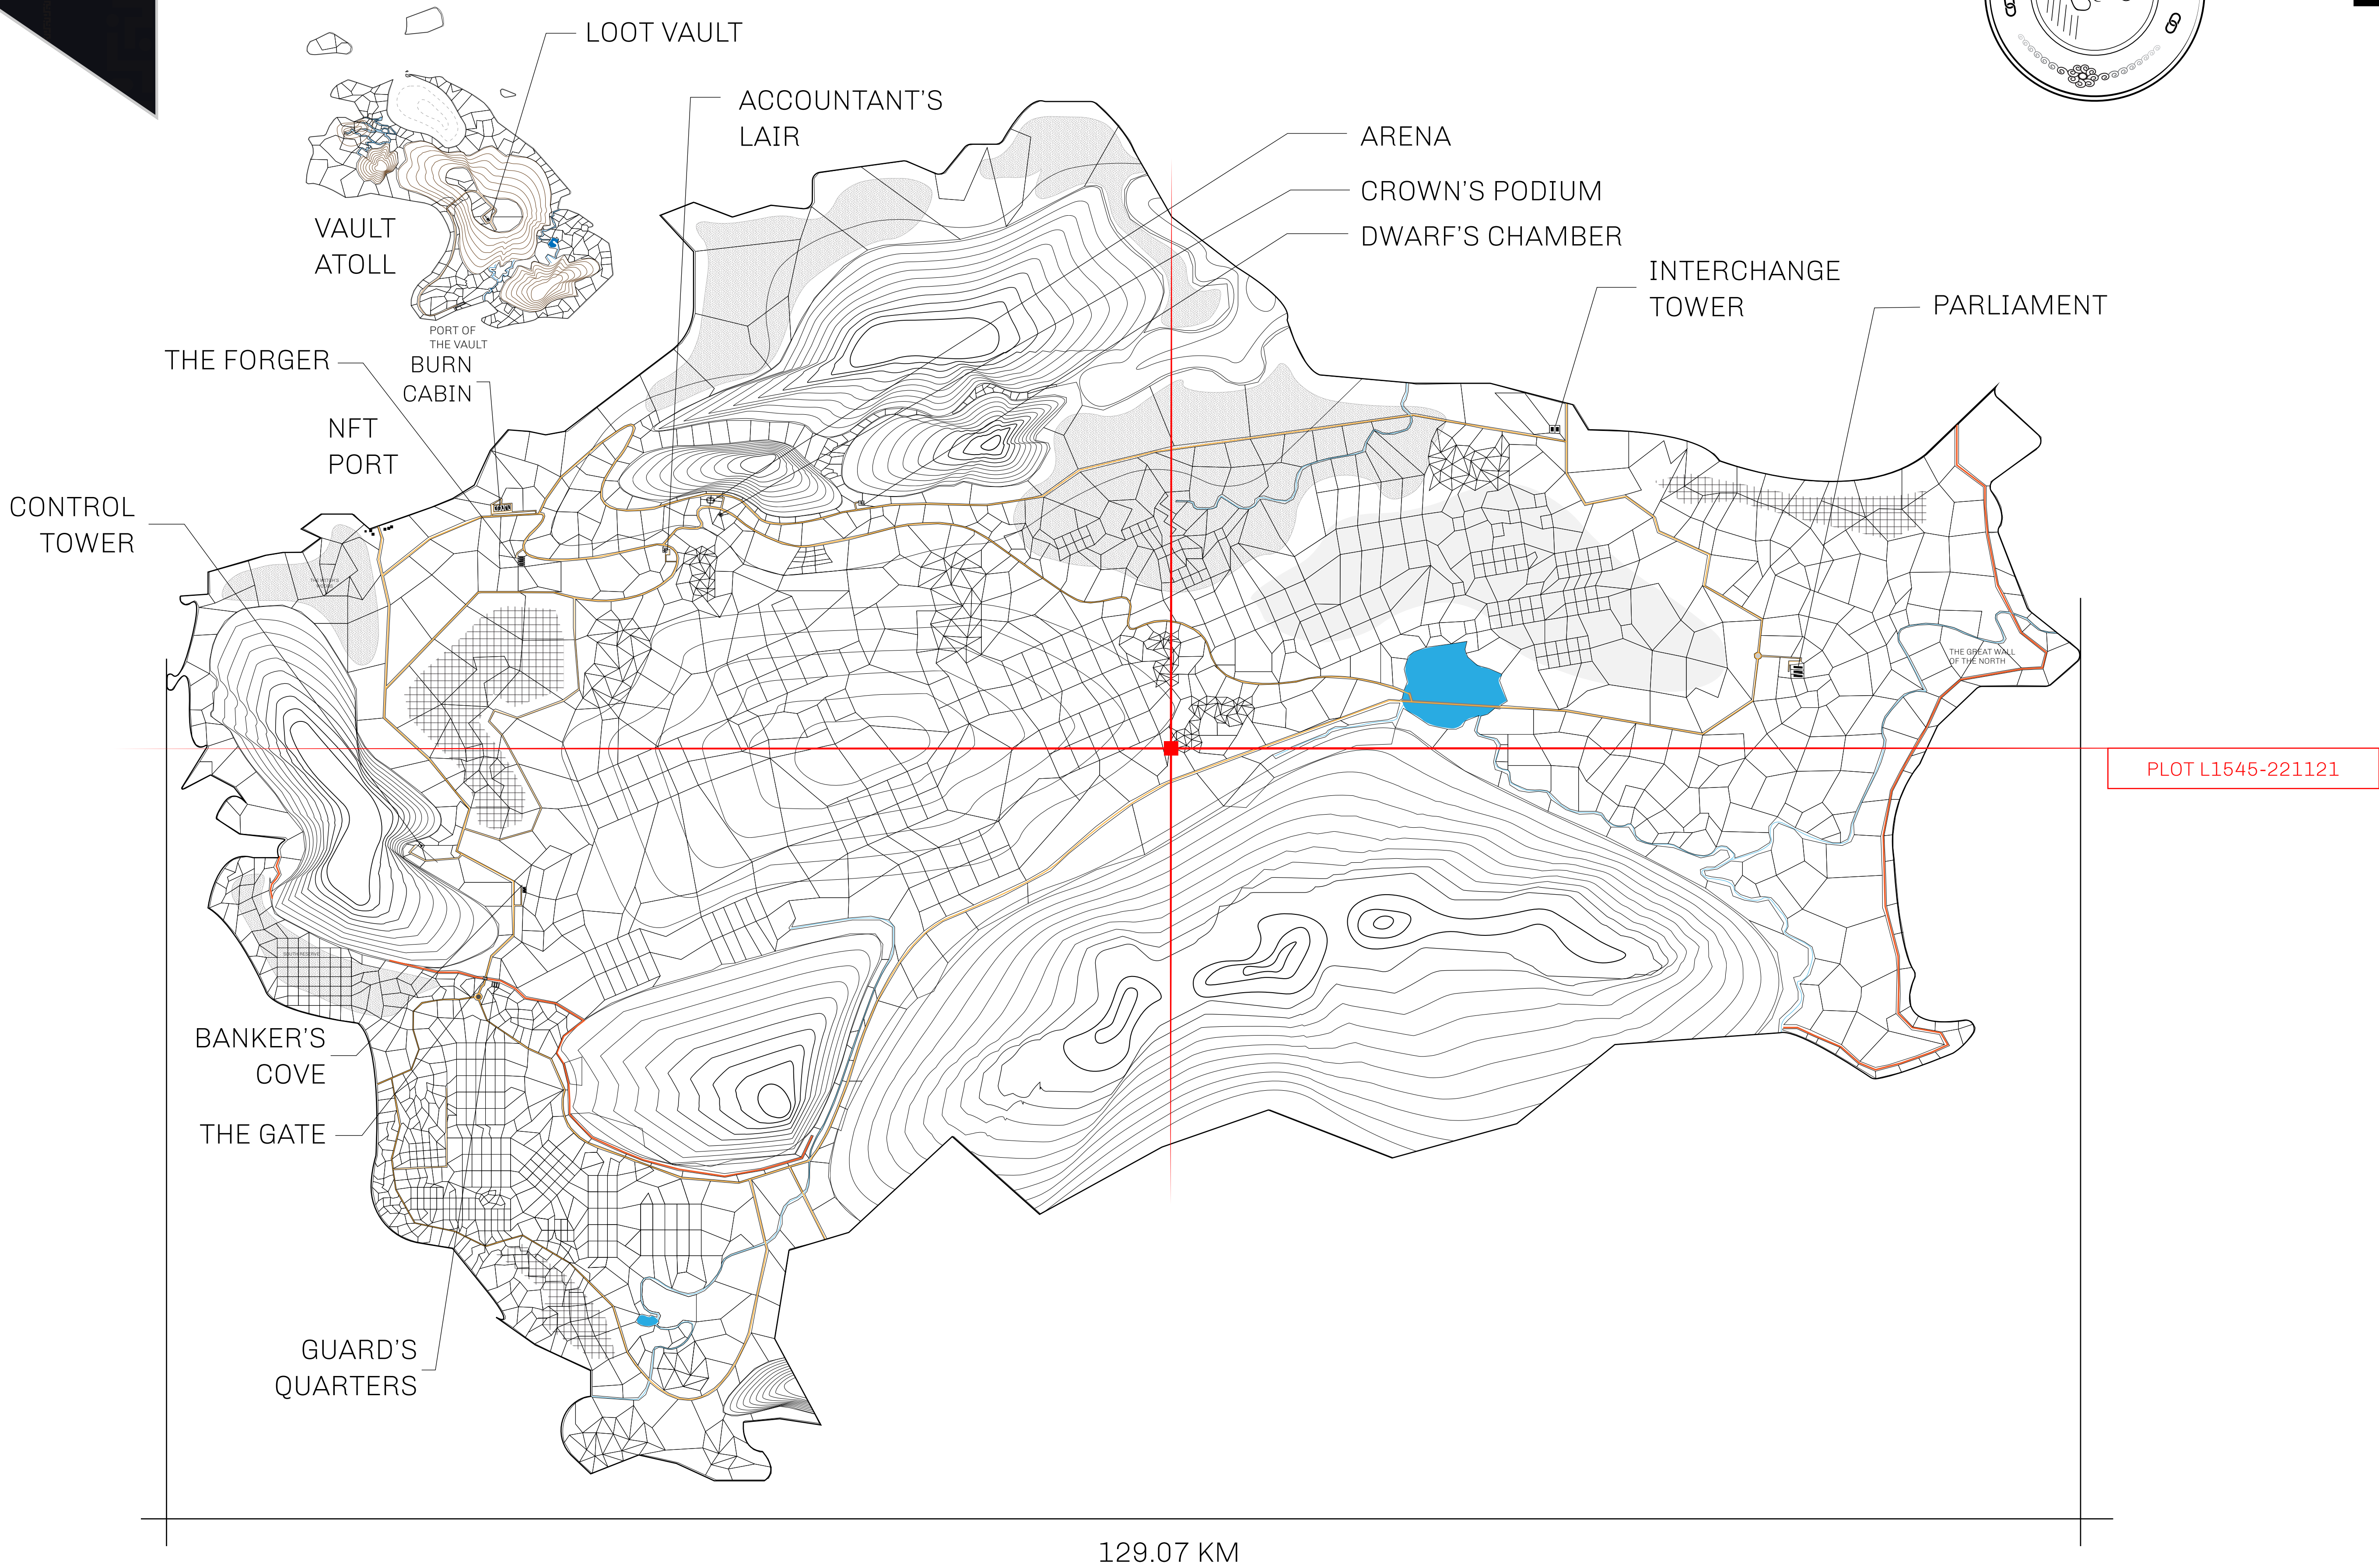 LOOT VAULT
ACCOUNTANT'S
LAIR
ARENA
CROWN'S PODIUM
DWARF'S CHAMBER
INTERCHANGE
TOWER
PARLIAMENT
VAULT
ATOLL
PORT OF
THE VAULT
THE FORGER
BURN
CABIN
NFT
PORT
CONTROL
TOWER
THE GREAT WALL
OF THE NORTH
PLOT L1545-221121
SOUTH RESERVE
BANKER'S
COVE
THE GATE
GUARD'S
QUARTERS
129.07 KM